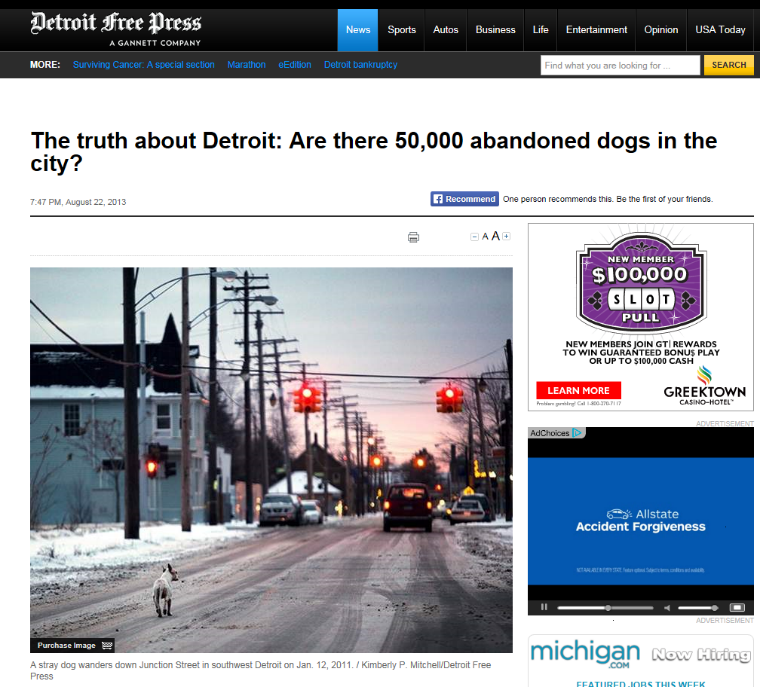 Detroit Free Press
A GANNETT COMPANY
News Sports Autos Business Life Entertainment Opinion USA Today
MORE: Surviving Cancer: A special section Marathon eEdition Detroit bankruptcy
Find what you are looking for ... SEARCH
The truth about Detroit: Are there 50,000 abandoned dogs in the
city?
7:47 PM, August 22, 2013
Recommend One person recommends this. Be the first of your friends.
A A
NEW MEMBER
$100,000
SLOT
PULL
NEW MEMBERS JOIN GT| REWARDS
TO WIN GUARANTEED BONUS PLAY
OR UP TO $100,000 CASH
LEARN MORE
GREEKTOWN
CASINO-HOTEL
Problem gambling? Call
ADVERTISEMENT
AdChoices
Allstate
Accident Forgiveness
ADVERTISEMENT
Purchase Image
A stray dog wanders down Junction Street in southwest Detroit on Jan. 12, 2011. / Kimberly P. Mitchell/Detroit Free
Press
michigan
.COM
Now Hiring
FEATURED JOBS THIS WEEK